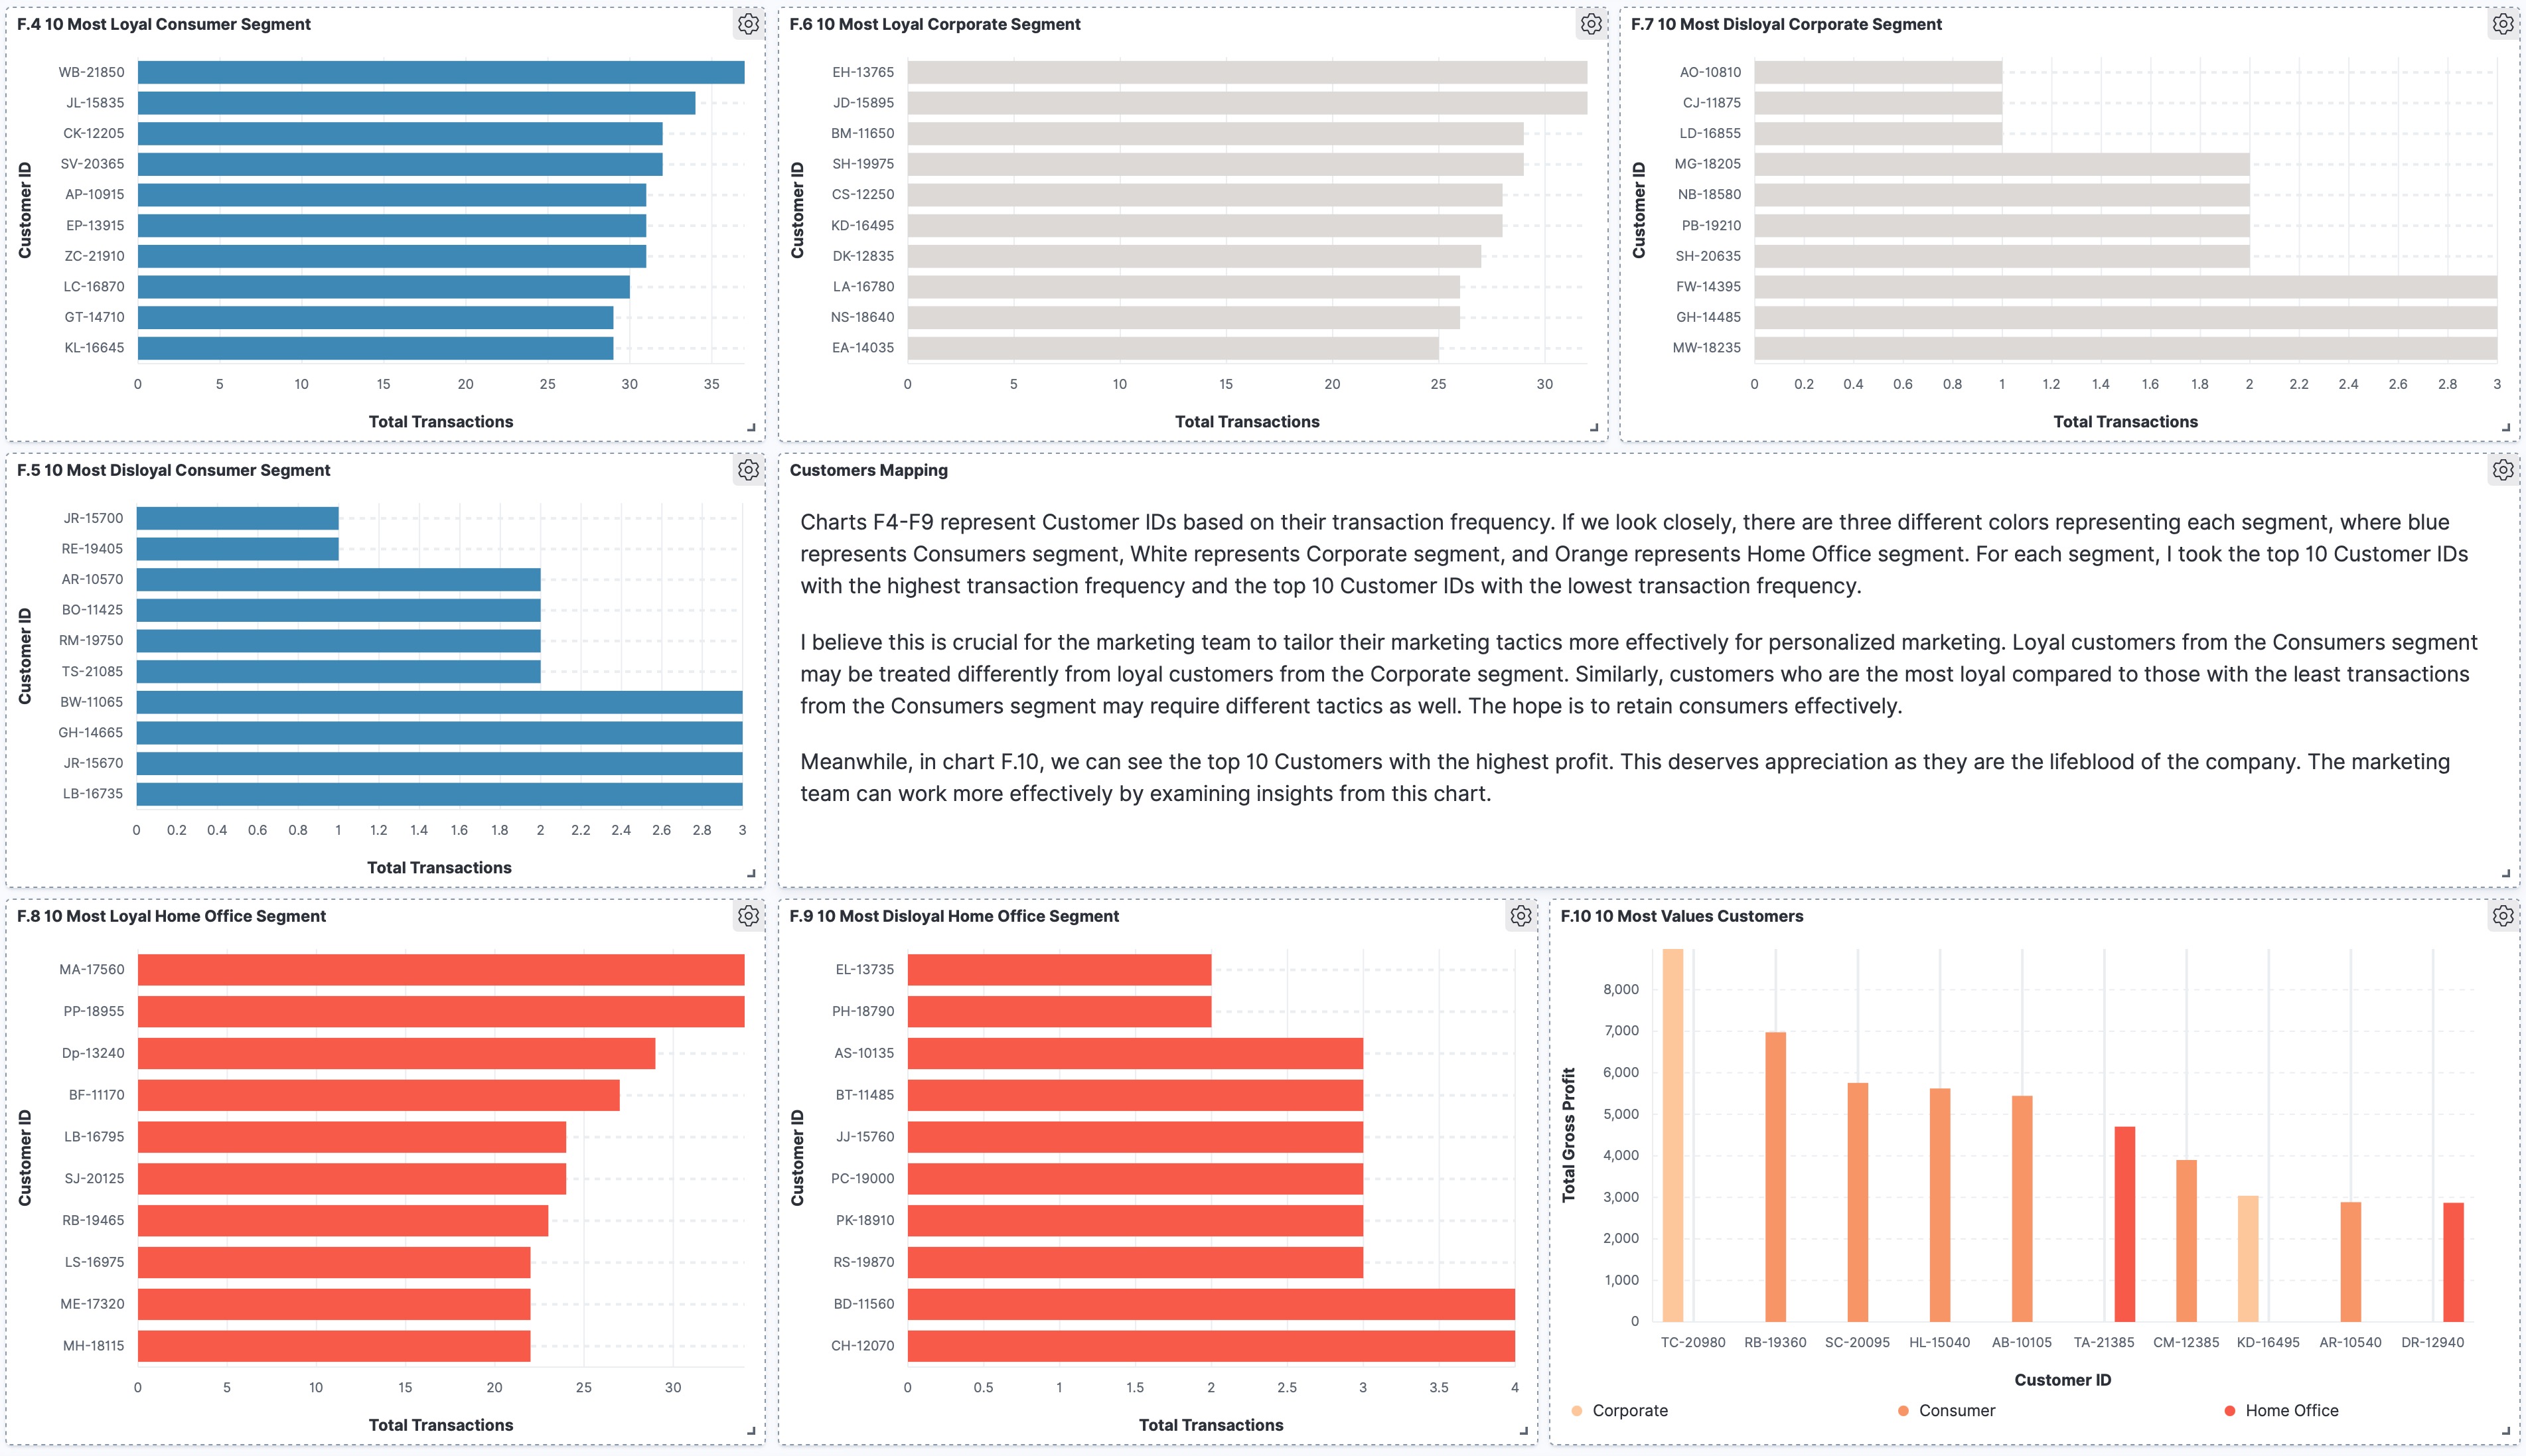 F.4 10 Most Loyal Consumer Segment
Customer ID
WB-21850
JL-15835
CK-12205
SV-20365
AP-10915
EP-13915
ZC-21910
LC-16870
GT-14710
KL-16645
0 5 10 15 20 25 30 35
Total Transactions
F.6 10 Most Loyal Corporate Segment
Customer ID
EH-13765
JD-15895
BM-11650
SH-19975
CS-12250
KD-16495
DK-12835
LA-16780
NS-18640
EA-14035
0 5 10 15 20 25 30
Total Transactions
F.7 10 Most Disloyal Corporate Segment
Customer ID
AO-10810
CJ-11875
LD-16855
MG-18205
NB-18580
PB-19210
SH-20635
FW-14395
GH-14485
MW-18235
0 0.2 0.4 0.6 0.8 1 1.2 1.4 1.6 1.8 2 2.2 2.4 2.6 2.8 3
Total Transactions
F.5 10 Most Disloyal Consumer Segment
Customer ID
JR-15700
RE-19405
AR-10570
BO-11425
RM-19750
TS-21085
BW-11065
GH-14665
JR-15670
LB-16735
0 0.2 0.4 0.6 0.8 1 1.2 1.4 1.6 1.8 2 2.2 2.4 2.6 2.8 3
Total Transactions
Customers Mapping
Charts F4-F9 represent Customer IDs based on their transaction frequency. If we look closely, there are three different colors representing each segment, where blue
represents Consumers segment, White represents Corporate segment, and Orange represents Home Office segment. For each segment, I took the top 10 Customer IDs
with the highest transaction frequency and the top 10 Customer IDs with the lowest transaction frequency.
I believe this is crucial for the marketing team to tailor their marketing tactics more effectively for personalized marketing. Loyal customers from the Consumers segment
may be treated differently from loyal customers from the Corporate segment. Similarly, customers who are the most loyal compared to those with the least transactions
from the Consumers segment may require different tactics as well. The hope is to retain consumers effectively.
Meanwhile, in chart F.10, we can see the top 10 Customers with the highest profit. This deserves appreciation as they are the lifeblood of the company. The marketing
team can work more effectively by examining insights from this chart.
F.8 10 Most Loyal Home Office Segment
Customer ID
MA-17560
PP-18955
Dp-13240
BF-11170
LB-16795
SJ-20125
RB-19465
LS-16975
ME-17320
MH-18115
0 5 10 15 20 25 30
Total Transactions
F.9 10 Most Disloyal Home Office Segment
Customer ID
EL-13735
PH-18790
AS-10135
BT-11485
JJ-15760
PC-19000
PK-18910
RS-19870
BD-11560
CH-12070
0 0.5 1 1.5 2 2.5 3 3.5 4
Total Transactions
F.10 10 Most Values Customers
Total Gross Profit
8,000
7,000
6,000
5,000
4,000
3,000
2,000
1,000
0
TC-20980 RB-19360 SC-20095 HL-15040 AB-10105 TA-21385 CM-12385 KD-16495 AR-10540 DR-12940
Customer ID
Corporate Consumer Home Office